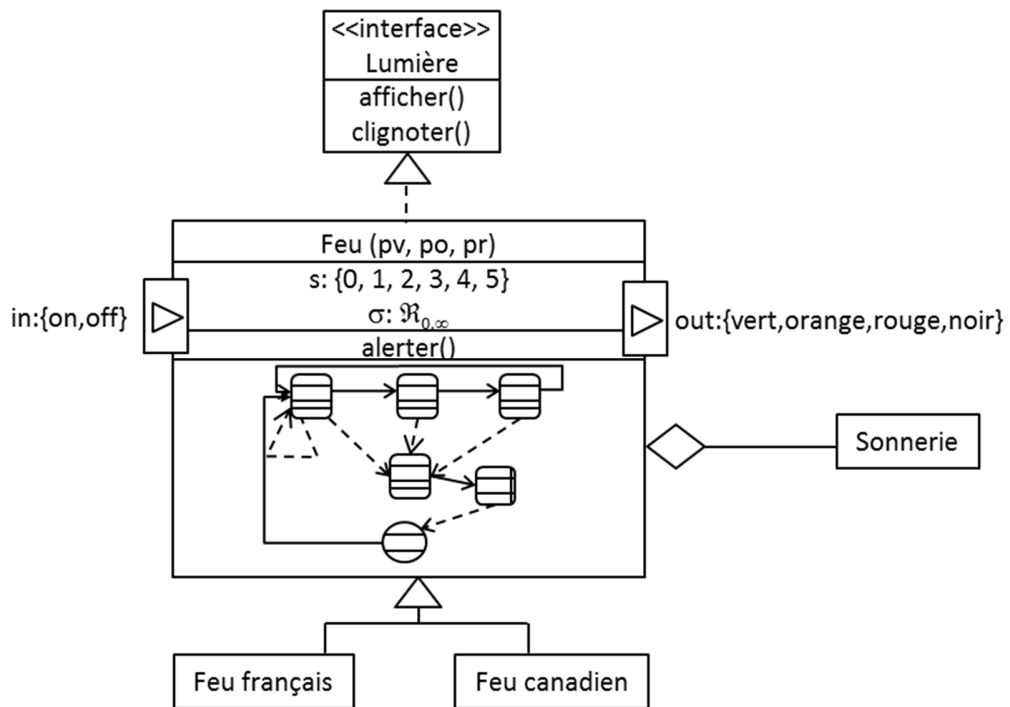 <<interface>>
Lumière
afficher()
clignoter()
Feu (pv, po, pr)
s: {0, 1, 2, 3, 4, 5}
σ: ℜ₀,∞
in:{on,off}
out:{vert,orange,rouge,noir}
alerter()
Sonnerie
Feu français
Feu canadien